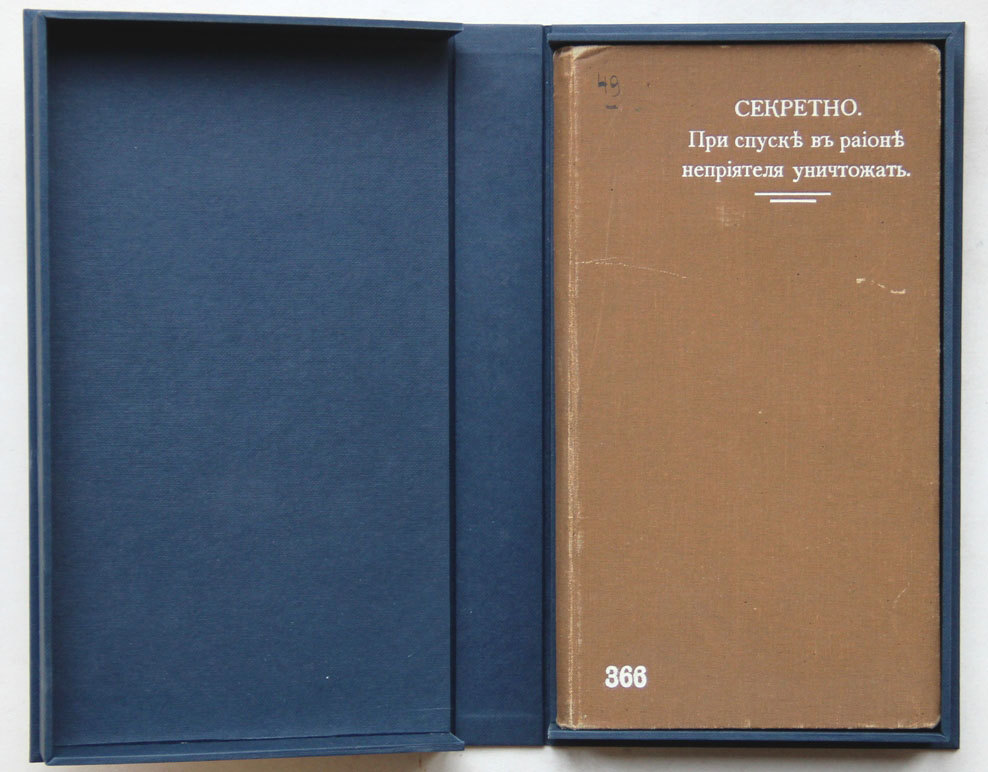 49
СЕКРЕТНО.
При спускѣ въ раіонѣ
непріятеля уничтожать.
366